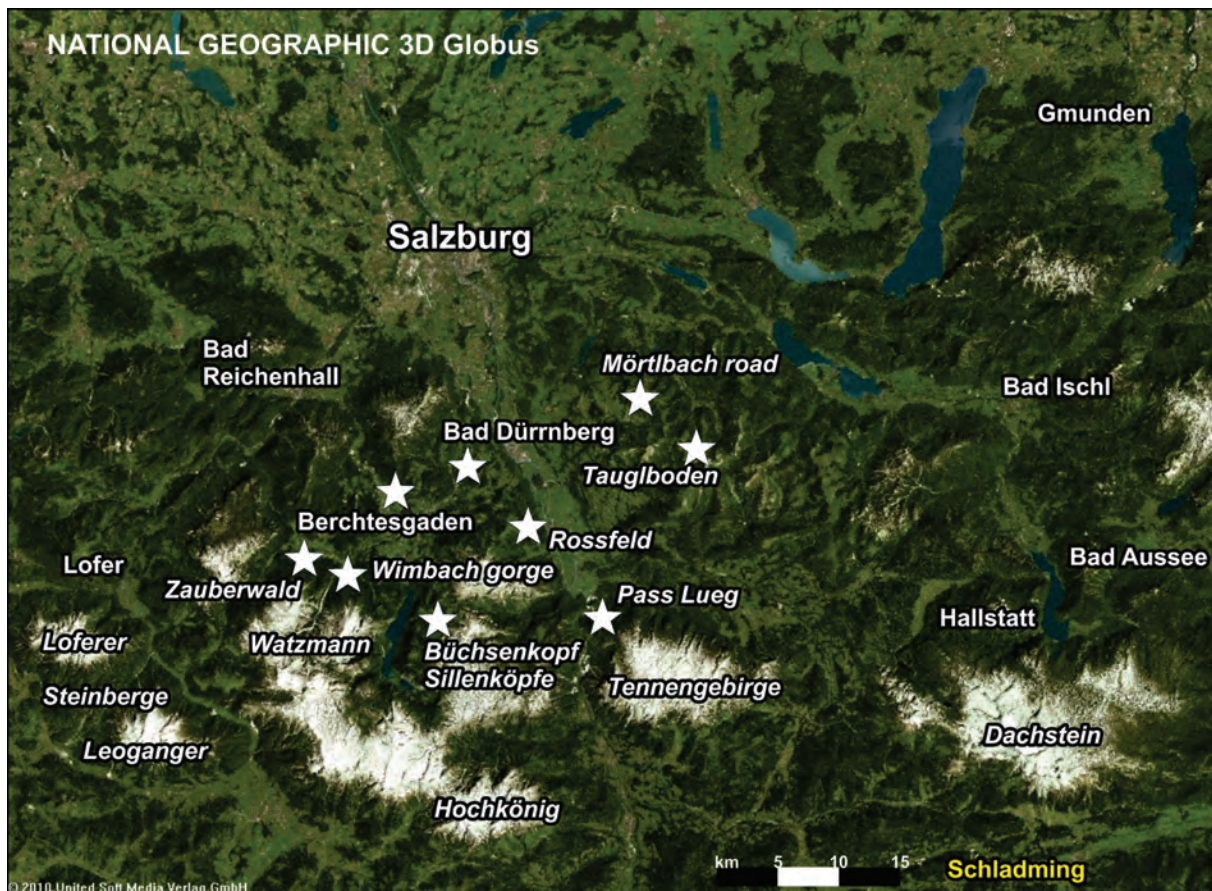 NATIONAL GEOGRAPHIC 3D Globus
Gmunden
Salzburg
Bad
Reichenhall
Mörtlbach road
Bad Ischl
Bad Dürrnberg
Tauglboden
Berchtesgaden
Rossfeld
Lofer
Zauberwald
Wimbach gorge
Bad Aussee
Pass Lueg
Hallstatt
Loferer
Watzmann
Büchsenkopf
Sillenköpfe
Steinberge
Tennengebirge
Leoganger
Dachstein
Hochkönig
km 5 10 15
Schladming
© 2010 United Soft Media Verlag GmbH